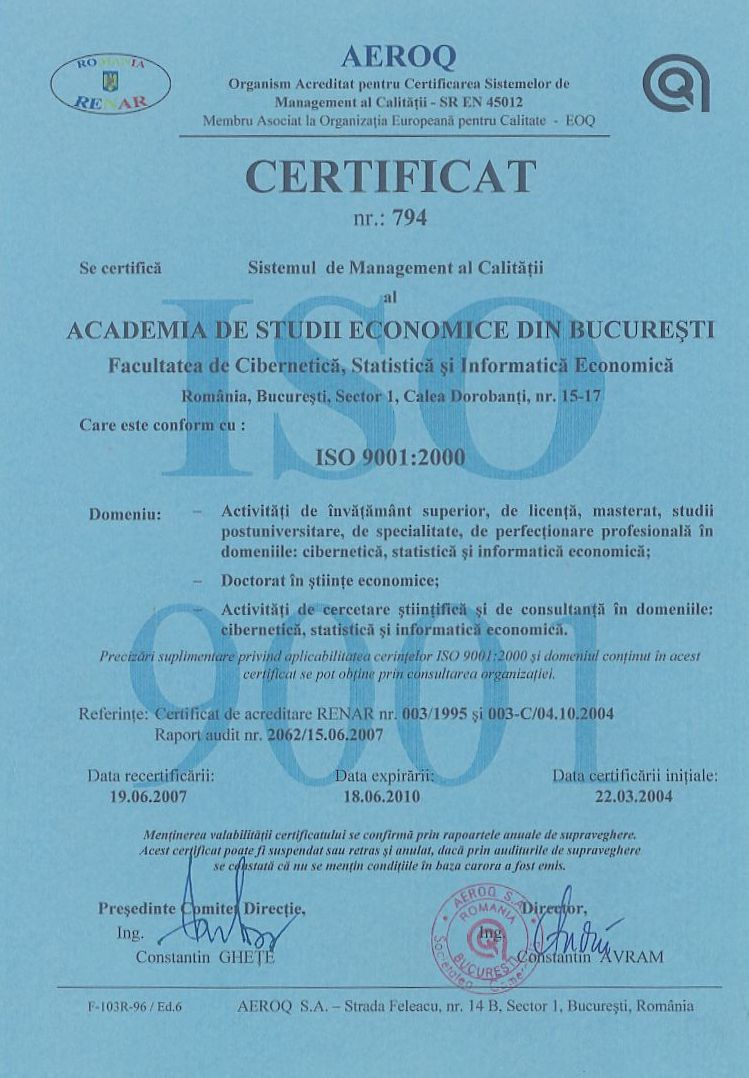 ROMANIA
RENAR
AEROQ
Organism Acreditat pentru Certificarea Sistemelor de
Management al Calităţii - SR EN 45012
Membru Asociat la Organizaţia Europeană pentru Calitate - EOQ
CERTIFICAT
nr.: 794
Se certifică Sistemul de Management al Calităţii
al
ACADEMIA DE STUDII ECONOMICE DIN BUCUREŞTI
Facultatea de Cibernetică, Statistică şi Informatică Economică
România, Bucureşti, Sector 1, Calea Dorobanţi, nr. 15-17
Care este conform cu :
ISO
ISO 9001:2000
Domeniu: – Activităţi de învăţământ superior, de licenţă, masterat, studii
postuniversitare, de specialitate, de perfecţionare profesională în
domeniile: cibernetică, statistică şi informatică economică;
– Doctorat în ştiinţe economice;
– Activităţi de cercetare ştiinţifică şi de consultanţă în domeniile:
cibernetică, statistică şi informatică economică.
9001
Precizări suplimentare privind aplicabilitatea cerinţelor ISO 9001:2000 şi domeniul conţinut în acest
certificat se pot obţine prin consultarea organizaţiei.
Referinţe: Certificat de acreditare RENAR nr. 003/1995 şi 003-C/04.10.2004
Raport audit nr. 2062/15.06.2007
Data recertificării: Data expirării: Data certificării iniţiale:
19.06.2007 18.06.2010 22.03.2004
Menţinerea valabilităţii certificatului se confirmă prin rapoartele anuale de supraveghere.
Acest certificat poate fi suspendat sau retras şi anulat, dacă prin auditurile de supraveghere
se constată că nu se menţin condiţiile în baza carora a fost emis.
Preşedinte Comitet Direcţie, Director,
Ing. Ing.
Constantin GHEŢE Constantin AVRAM
AEROQ S.A.
ROMANIA
BUCUREŞTI
F-103R-96 / Ed.6 AEROQ S.A. – Strada Feleacu, nr. 14 B, Sector 1, Bucureşti, România